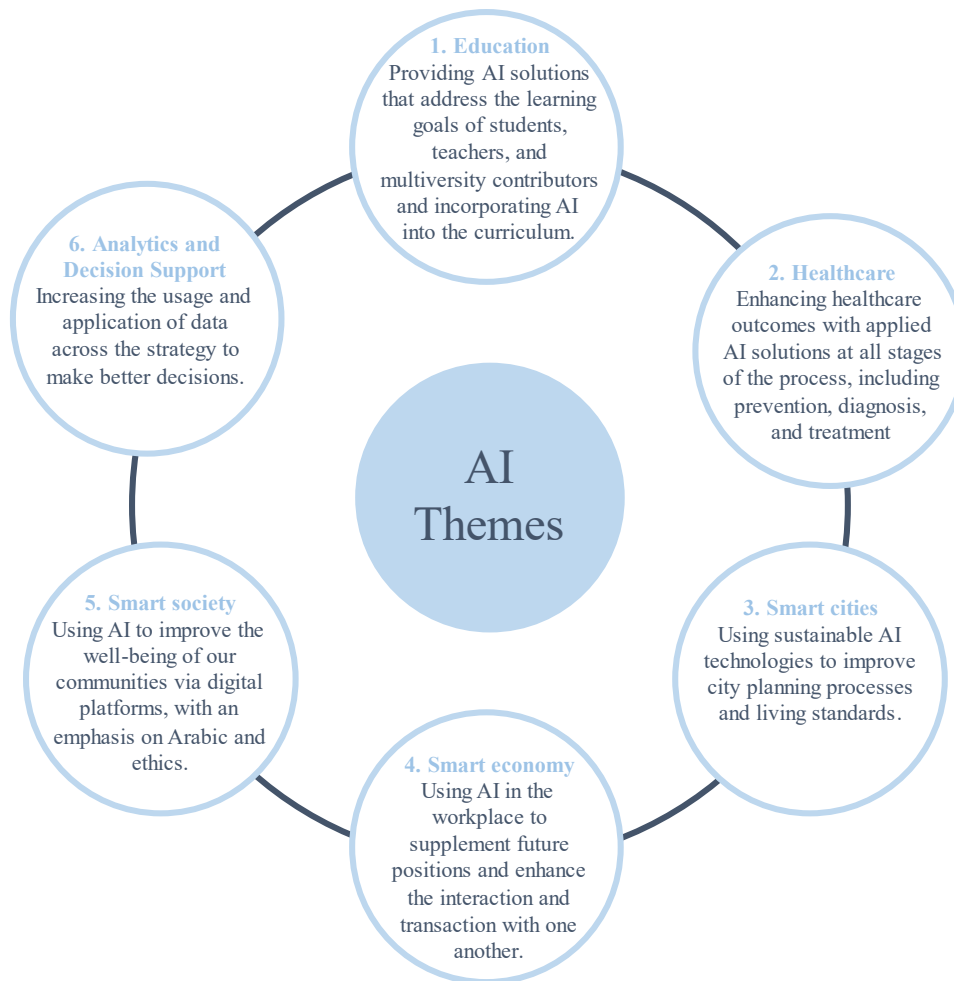 1. Education
Providing AI solutions
that address the learning
goals of students,
teachers, and
multiversity contributors
and incorporating AI
into the curriculum.
2. Healthcare
Enhancing healthcare
outcomes with applied
AI solutions at all stages
of the process, including
prevention, diagnosis,
and treatment
3. Smart cities
Using sustainable AI
technologies to improve
city planning processes
and living standards.
4. Smart economy
Using AI in the
workplace to
supplement future
positions and enhance
the interaction and
transaction with one
another.
5. Smart society
Using AI to improve the
well-being of our
communities via digital
platforms, with an
emphasis on Arabic and
ethics.
6. Analytics and
Decision Support
Increasing the usage and
application of data
across the strategy to
make better decisions.
AI
Themes